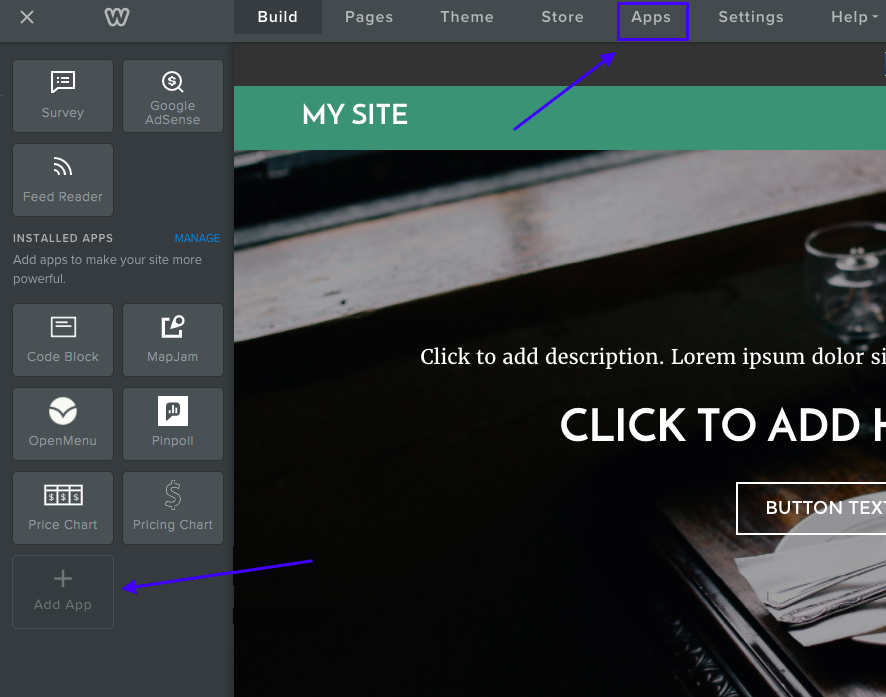 Build Pages Theme Store Apps Settings Help
Survey
Google
AdSense
Feed Reader
INSTALLED APPS MANAGE
Add apps to make your site more
powerful.
Code Block
MapJam
OpenMenu
Pinpoll
$ $ $
Price Chart
Pricing Chart
Add App
MY SITE
Click to add description. Lorem ipsum dolor si
CLICK TO ADD H
BUTTON TEXT